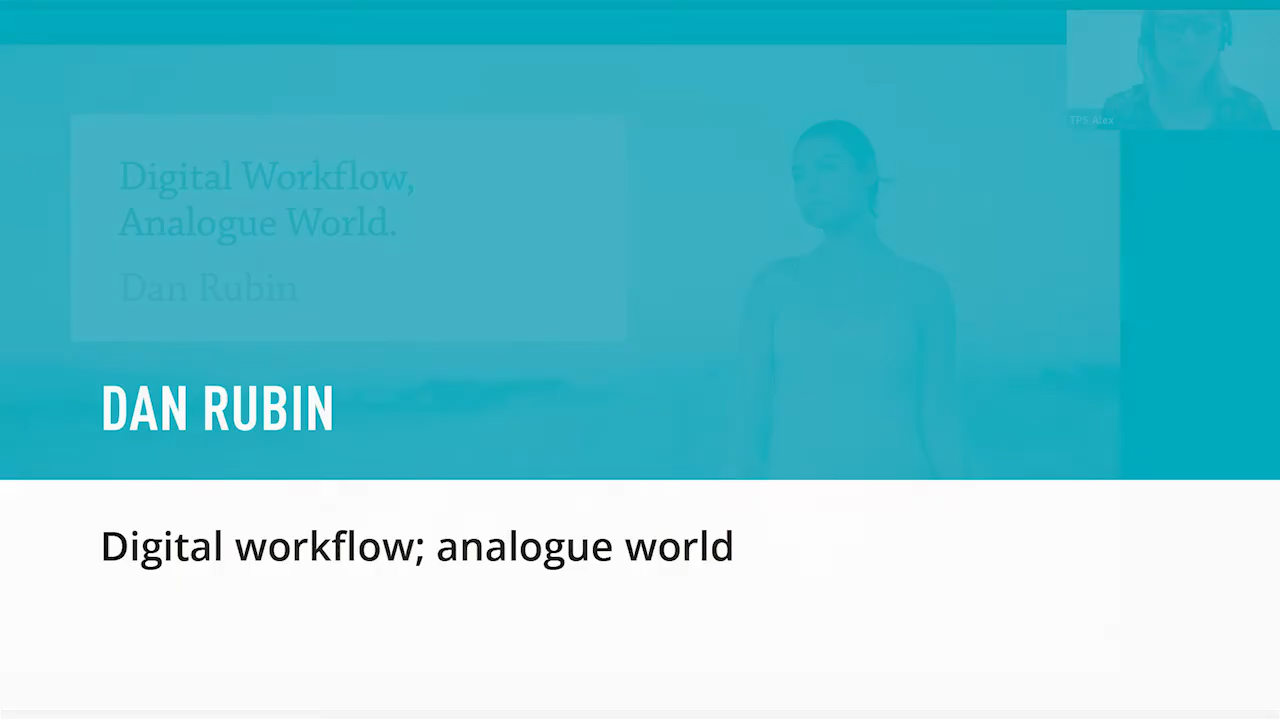 TPS Alex
Digital Workflow,
Analogue World.
Dan Rubin
DAN RUBIN
Digital workflow; analogue world